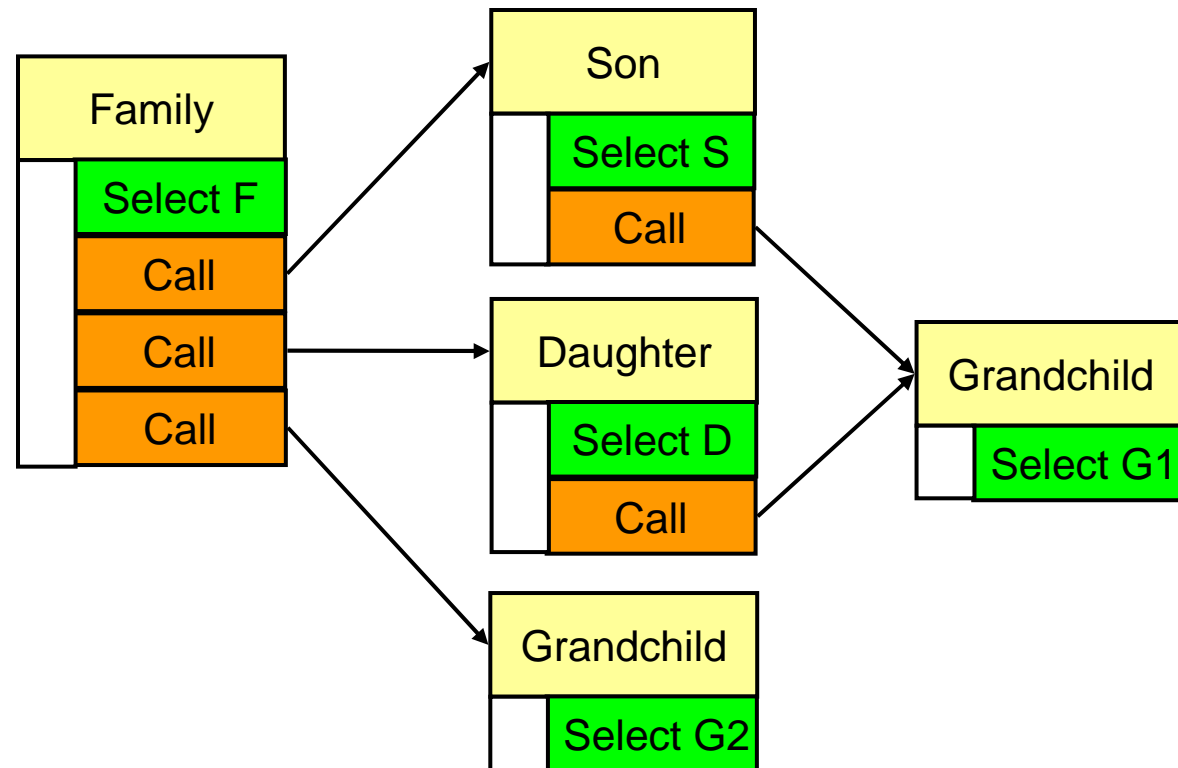 Family
Select F
Call
Call
Call
Son
Select S
Call
Daughter
Select D
Call
Grandchild
Select G2
Grandchild
Select G1